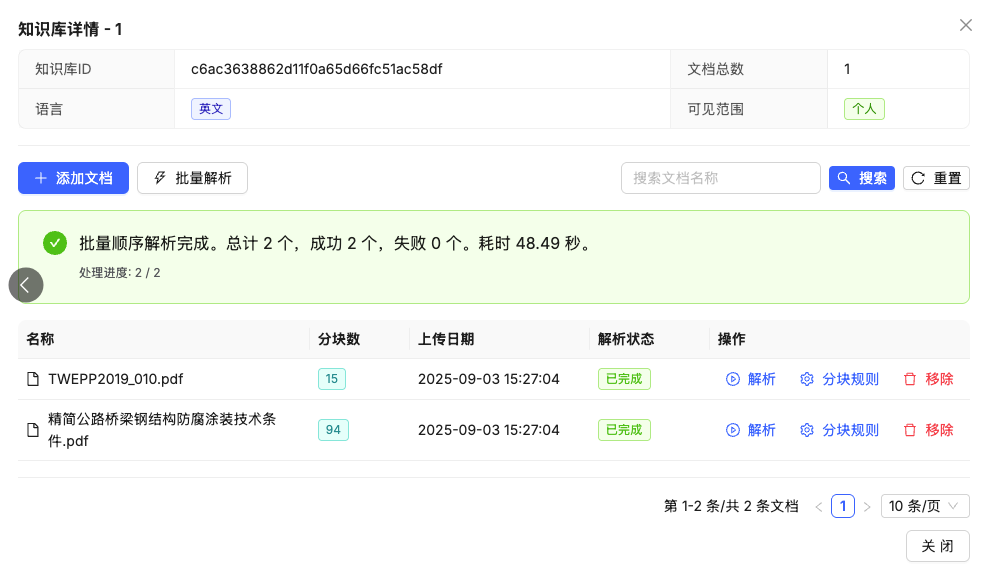 知识库详情 - 1
知识库ID c6ac3638862d11f0a65d66fc51ac58df 文档总数 1
语言 英文 可见范围 个人
添加文档 批量解析 搜索文档名称 搜索 重置
批量顺序解析完成。总计 2 个，成功 2 个，失败 0 个。耗时 48.49 秒。
处理进度: 2 / 2
名称 分块数 上传日期 解析状态 操作
TWEPP2019_010.pdf 15 2025-09-03 15:27:04 已完成 解析 分块规则 移除
精简公路桥梁钢结构防腐涂装技术条
件.pdf 94 2025-09-03 15:27:04 已完成 解析 分块规则 移除
第 1-2 条/共 2 条文档 < 1 > 10 条/页
关 闭